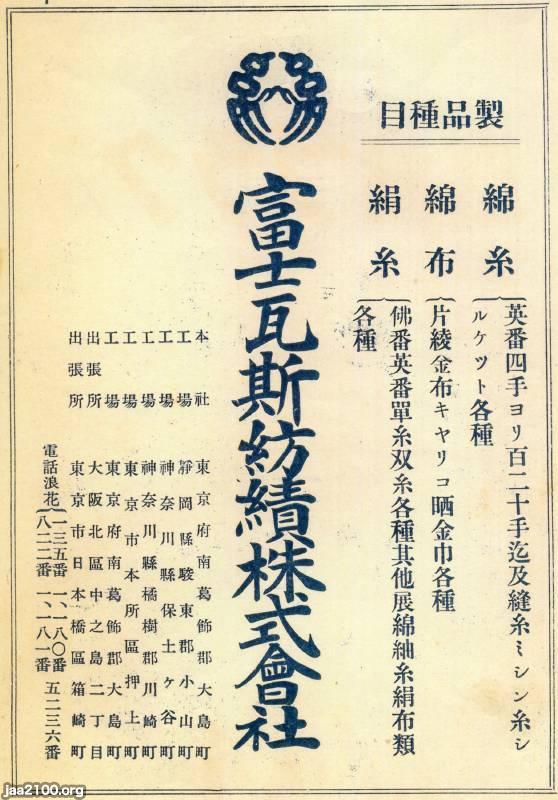 製品種目
綿糸
英番四手ヨリ百二十手迄及縫糸ミシン糸シ
ルケツト各種
綿布
片綾金布キヤリコ晒金巾各種
絹糸
佛番英番單糸双糸各種其他展綿紬糸絹布類
各種
富士瓦斯紡績株式會社
本社 東京府南葛飾郡大島町
工場 靜岡縣駿東郡小山町
工場 神奈川縣保土ヶ谷町
工場 神奈川縣橘樹郡川崎町
工場 東京市本所區押上町
工場 東京府南葛飾郡大島町
出張所 大阪北區中之島二丁目
出張所 東京市日本橋區箱崎町
電話浪花 一三五番 一、一八〇番 五二三六番
八二二番 一、一八一番
jaa2100.org